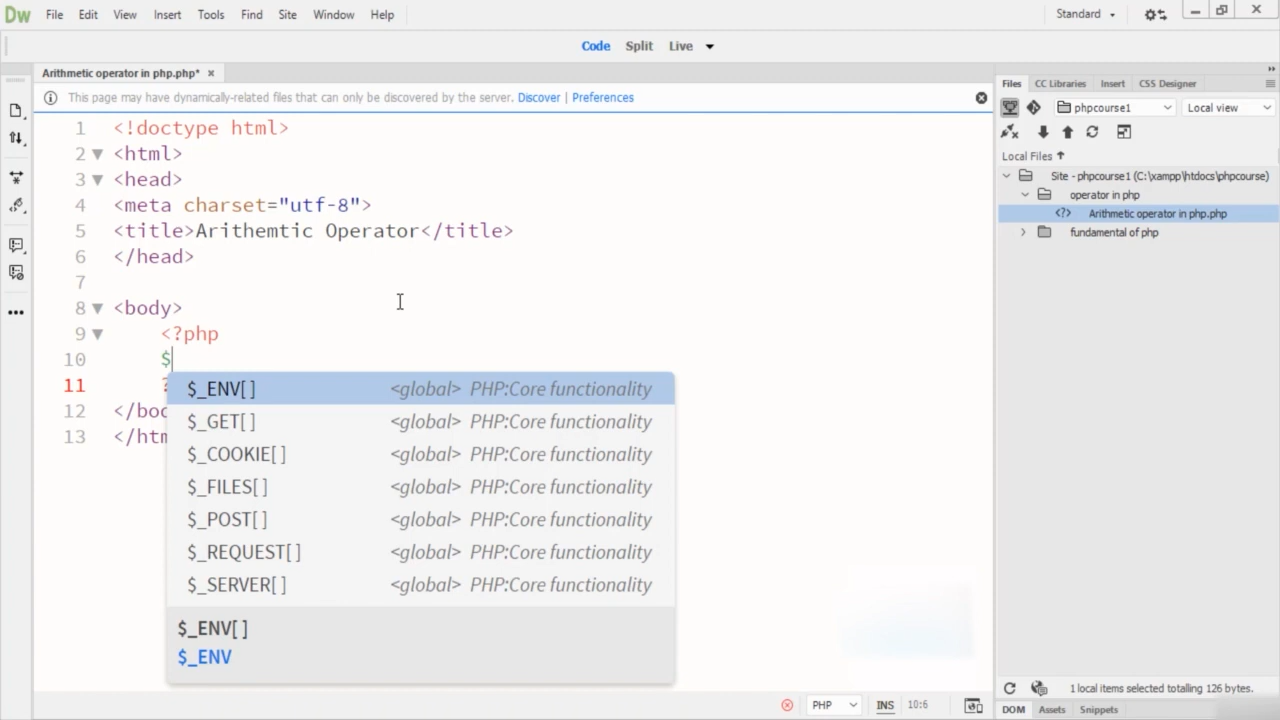 Dw File Edit View Insert Tools Find Site Window Help Standard
Code Split Live
Arithmetic operator in php.php* ×
This page may have dynamically-related files that can only be discovered by the server. Discover | Preferences
1 <!doctype html>
2 <html>
3 <head>
4 <meta charset="utf-8">
5 <title>Arithemtic Operator</title>
6 </head>
7
8 <body>
9 <?php
10 $
11 ?
12 </bod
13 </htm
$_ENV[] <global> PHP:Core functionality
$_GET[] <global> PHP:Core functionality
$_COOKIE[] <global> PHP:Core functionality
$_FILES[] <global> PHP:Core functionality
$_POST[] <global> PHP:Core functionality
$_REQUEST[] <global> PHP:Core functionality
$_SERVER[] <global> PHP:Core functionality
$_ENV[]
$_ENV
PHP INS 10:6
Files CC Libraries Insert CSS Designer
phpcourse1 Local view
Local Files
Site - phpcourse1 (C:\xampp\htdocs\phpcourse)
operator in php
<?> Arithmetic operator in php.php
fundamental of php
1 local items selected totalling 126 bytes.
DOM Assets Snippets